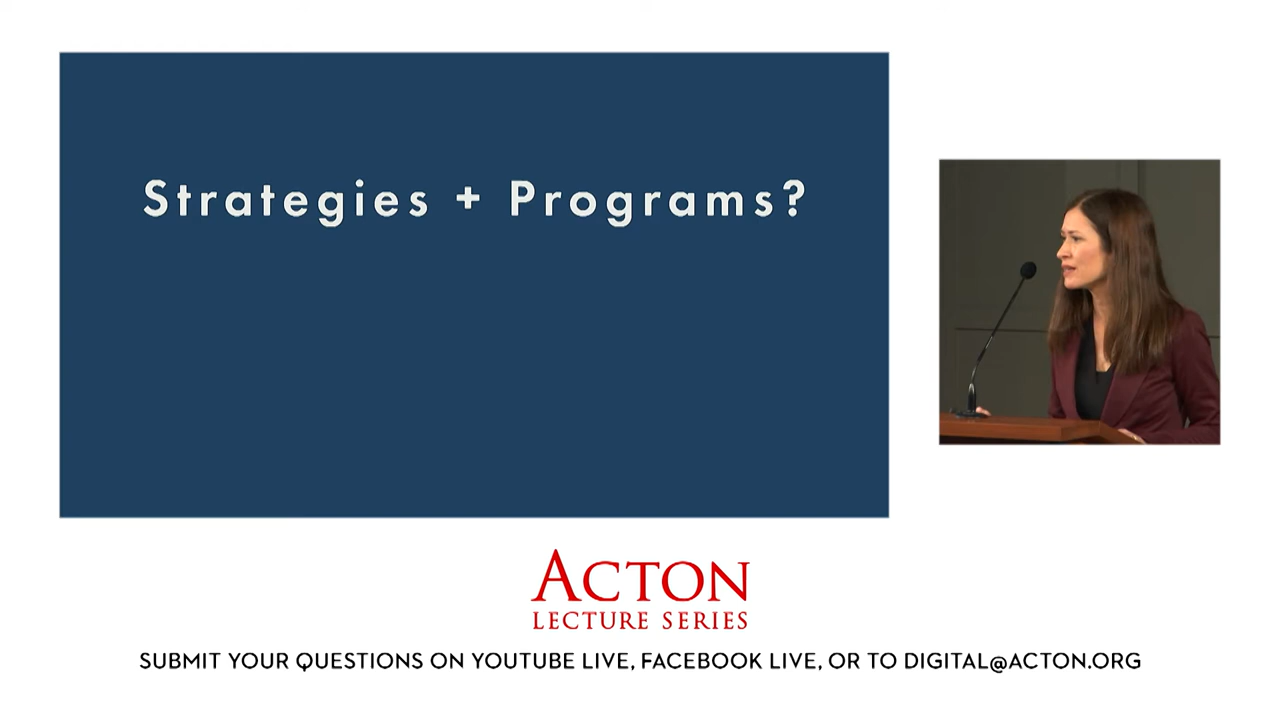 Strategies + Programs?
ACTON
LECTURE SERIES
SUBMIT YOUR QUESTIONS ON YOUTUBE LIVE, FACEBOOK LIVE, OR TO DIGITAL@ACTON.ORG